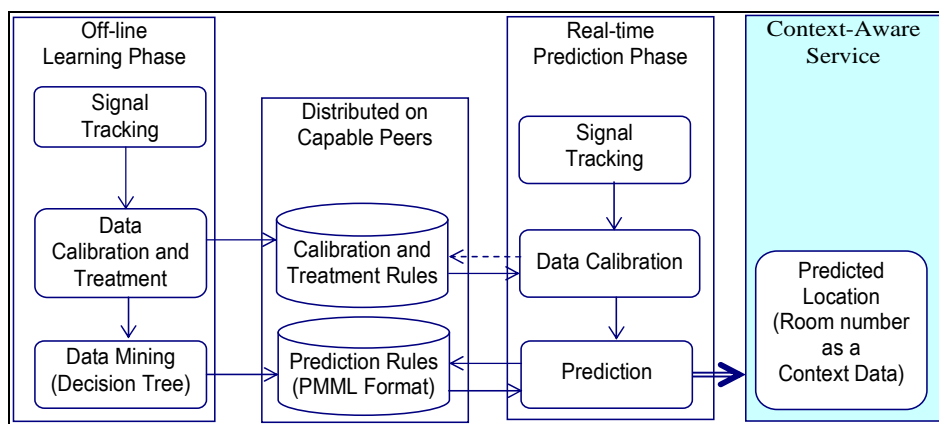 Off-line
Learning Phase
Signal
Tracking
Data
Calibration and
Treatment
Data Mining
(Decision Tree)
Distributed on
Capable Peers
Calibration and
Treatment Rules
Prediction Rules
(PMML Format)
Real-time
Prediction Phase
Signal
Tracking
Data Calibration
Prediction
Context-Aware
Service
Predicted
Location
(Room number
as a
Context Data)